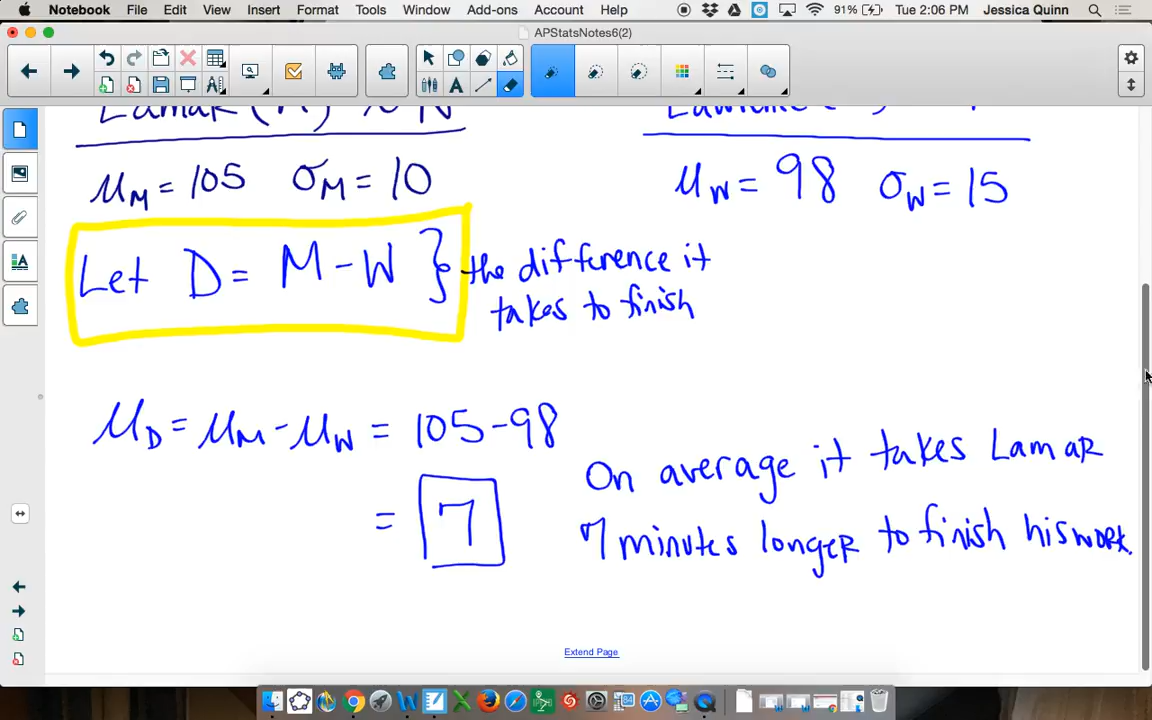 Notebook File Edit View Insert Format Tools Window Add-ons Account Help 91% Tue 2:06 PM Jessica Quinn
APStatsNotes6(2)
Lamar (M) N
μM = 105 σM = 10
μW = 98 σW = 15
Let D = M - W } the difference it
takes to finish
μD = μM - μW = 105 - 98
= 7
On average it takes Lamar
7 minutes longer to finish his work.
Extend Page